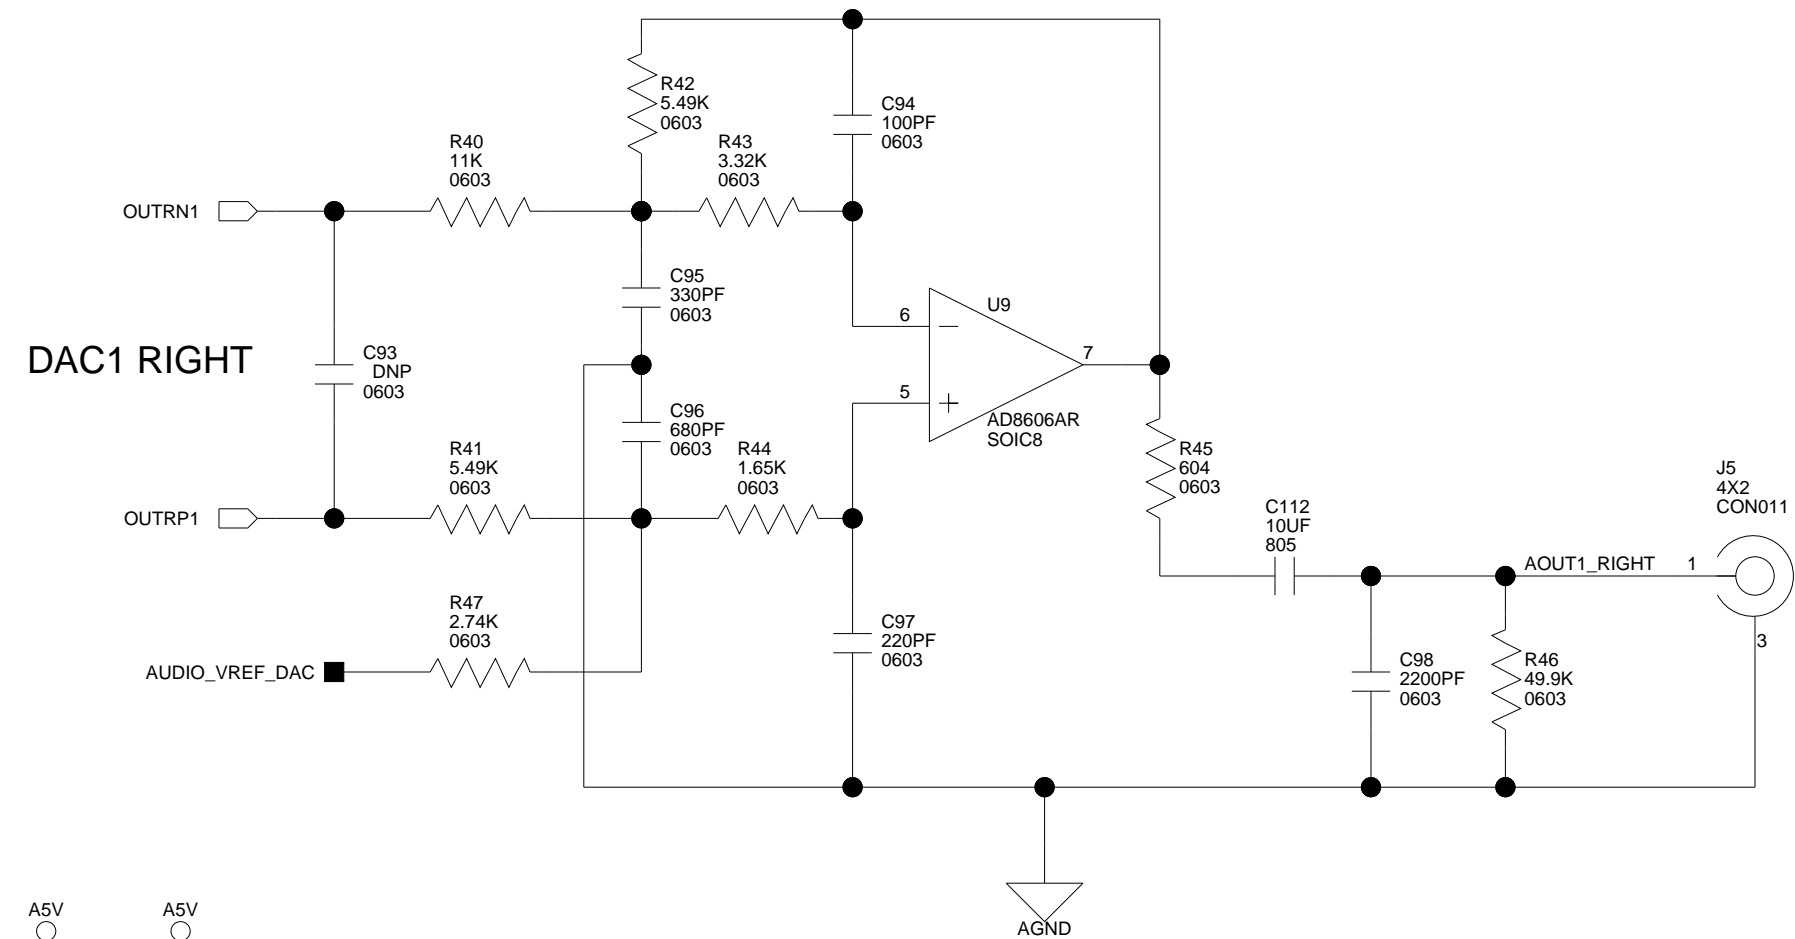 R42
5.49K
0603
C94
100PF
0603
R40
11K
0603
R43
3.32K
0603
OUTRN1
C95
330PF
0603
U9
6
DAC1 RIGHT
C93
DNP
0603
7
5
AD8606AR
SOIC8
C96
680PF
0603
R41
5.49K
0603
R44
1.65K
0603
R45
604
0603
J5
4X2
CON011
OUTRP1
C112
10UF
805
AOUT1_RIGHT
1
R47
2.74K
0603
C97
220PF
0603
3
AUDIO_VREF_DAC
C98
2200PF
0603
R46
49.9K
0603
A5V
A5V
AGND